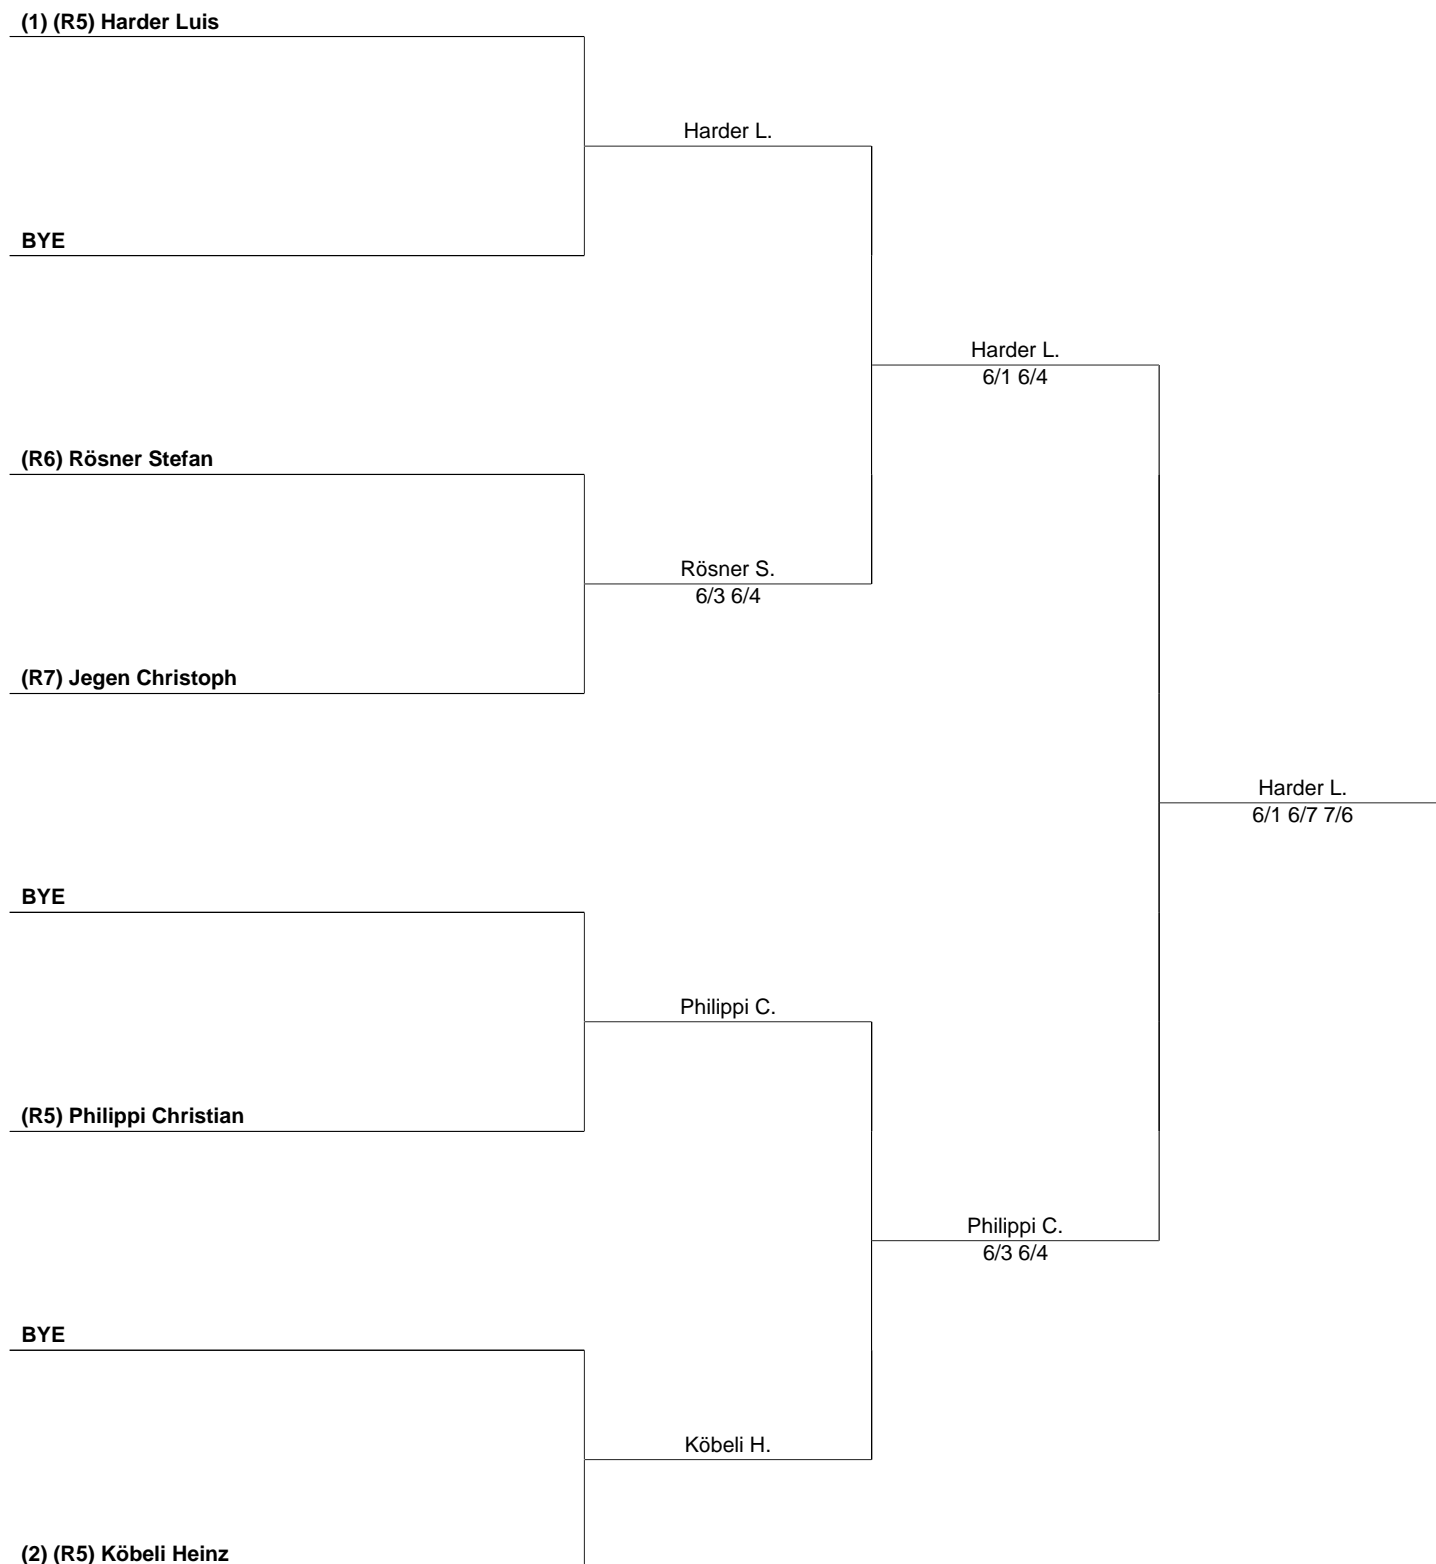 (1) (R5) Harder Luis
Harder L.
BYE
Harder L.
6/1 6/4
(R6) Rösner Stefan
Rösner S.
6/3 6/4
(R7) Jegen Christoph
Harder L.
6/1 6/7 7/6
BYE
Philippi C.
(R5) Philippi Christian
Philippi C.
6/3 6/4
BYE
Köbeli H.
(2) (R5) Köbeli Heinz